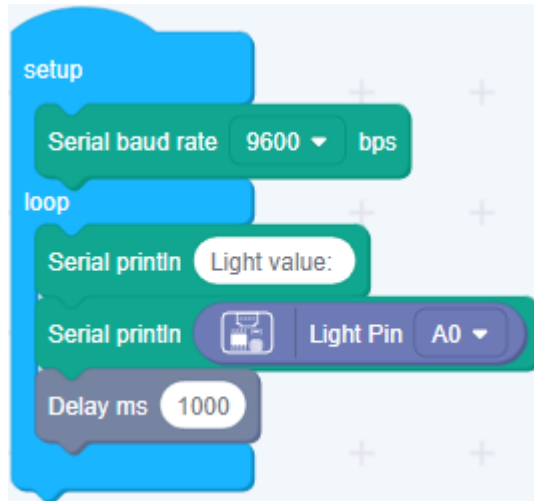 setup
Serial baud rate 9600 bps
loop
Serial println Light value:
Serial println Light Pin A0
Delay ms 1000